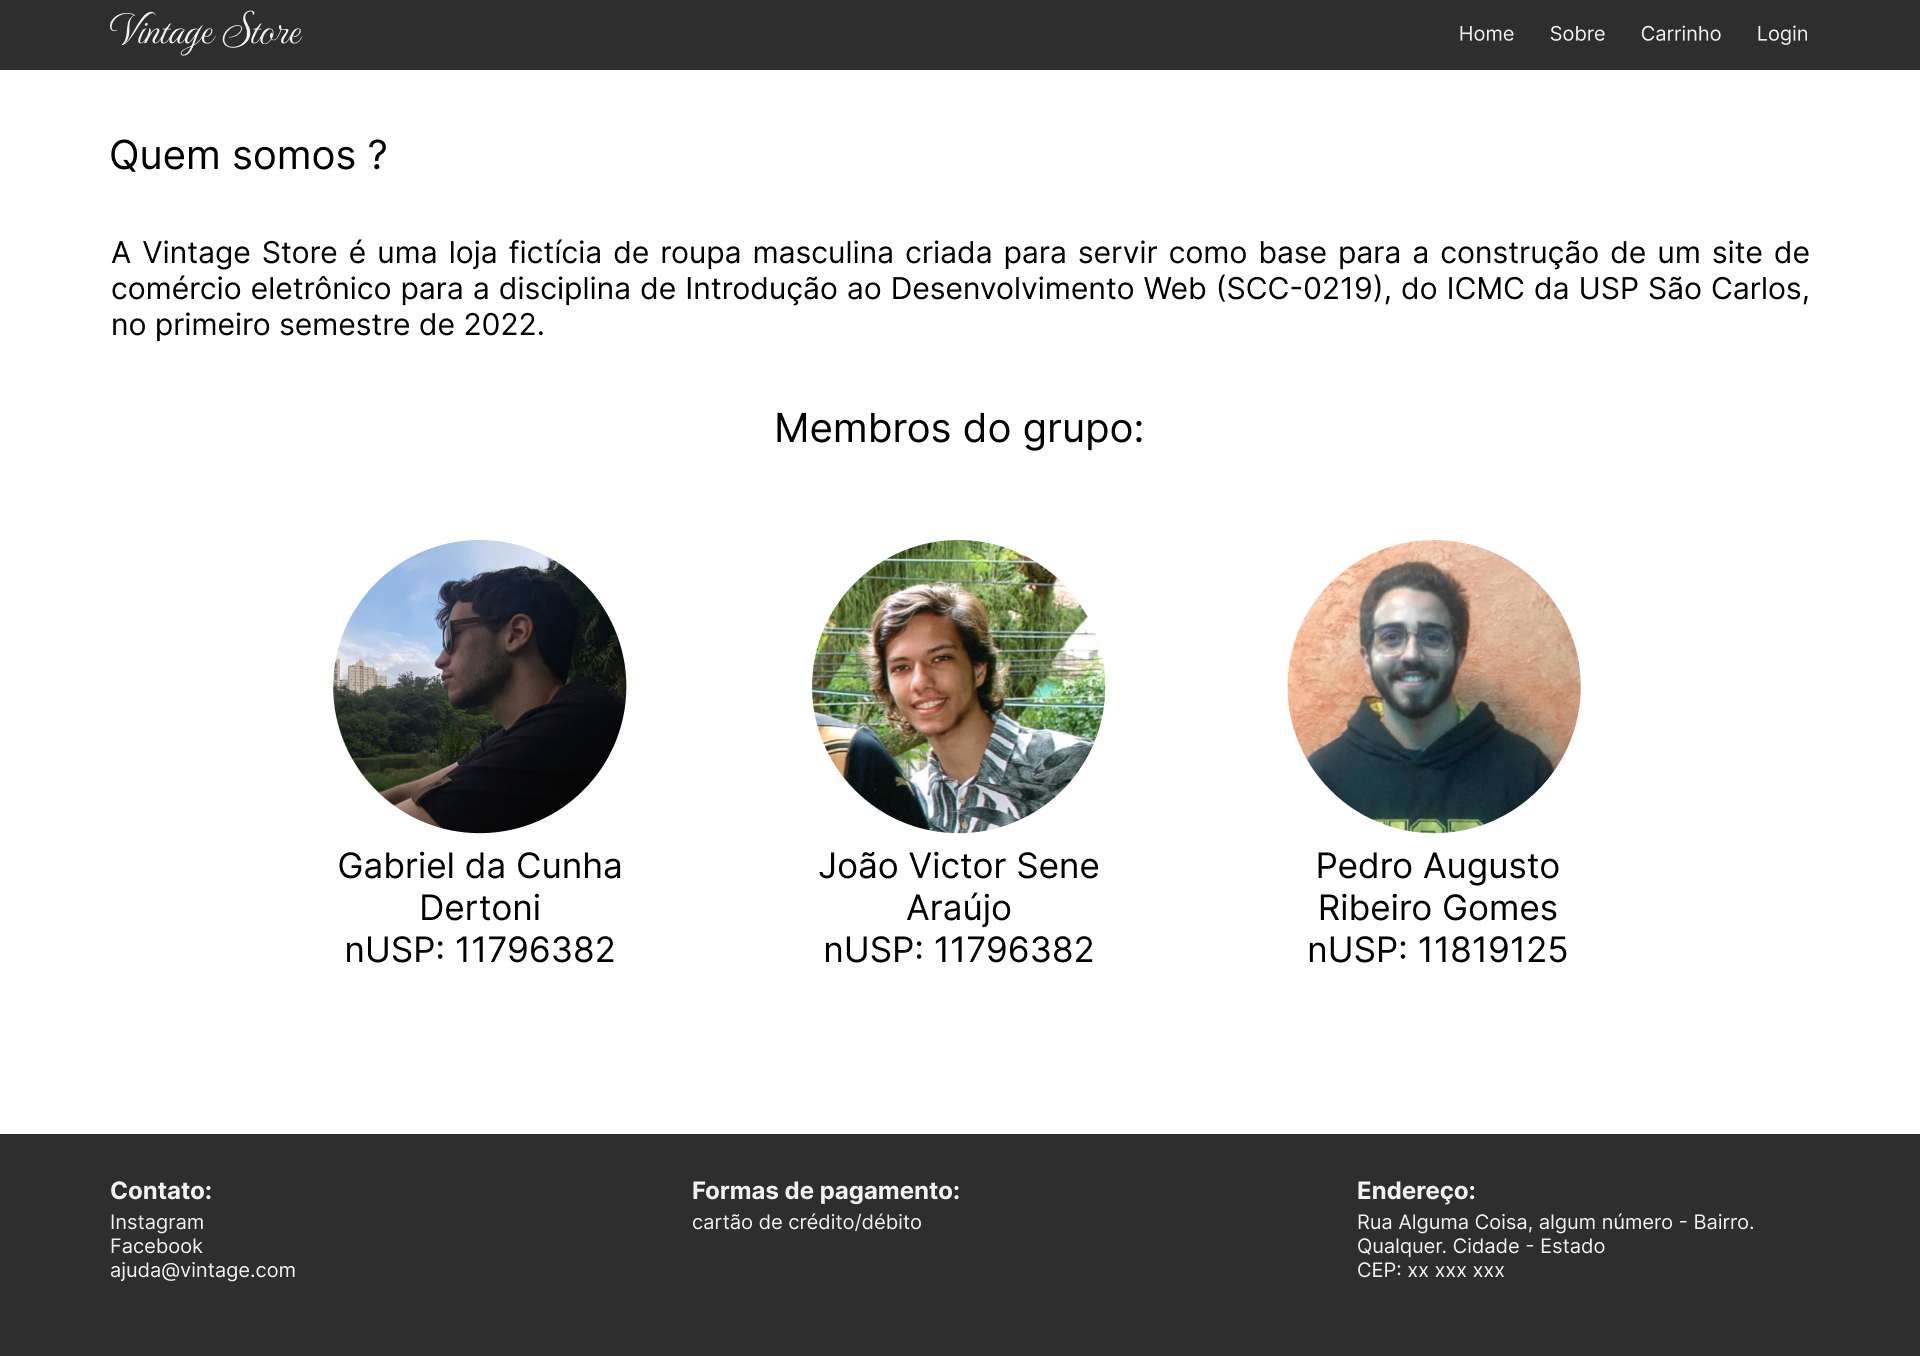 Vintage Store
Home Sobre Carrinho Login
Quem somos ?
A Vintage Store é uma loja fictícia de roupa masculina criada para servir como base para a construção de um site de
comércio eletrônico para a disciplina de Introdução ao Desenvolvimento Web (SCC-0219), do ICMC da USP São Carlos,
no primeiro semestre de 2022.
Membros do grupo:
Gabriel da Cunha
Dertoni
nUSP: 11796382
João Victor Sene
Araújo
nUSP: 11796382
Pedro Augusto
Ribeiro Gomes
nUSP: 11819125
Contato:
Instagram
Facebook
ajuda@vintage.com
Formas de pagamento:
cartão de crédito/débito
Endereço:
Rua Alguma Coisa, algum número - Bairro.
Qualquer. Cidade - Estado
CEP: xx xxx xxx